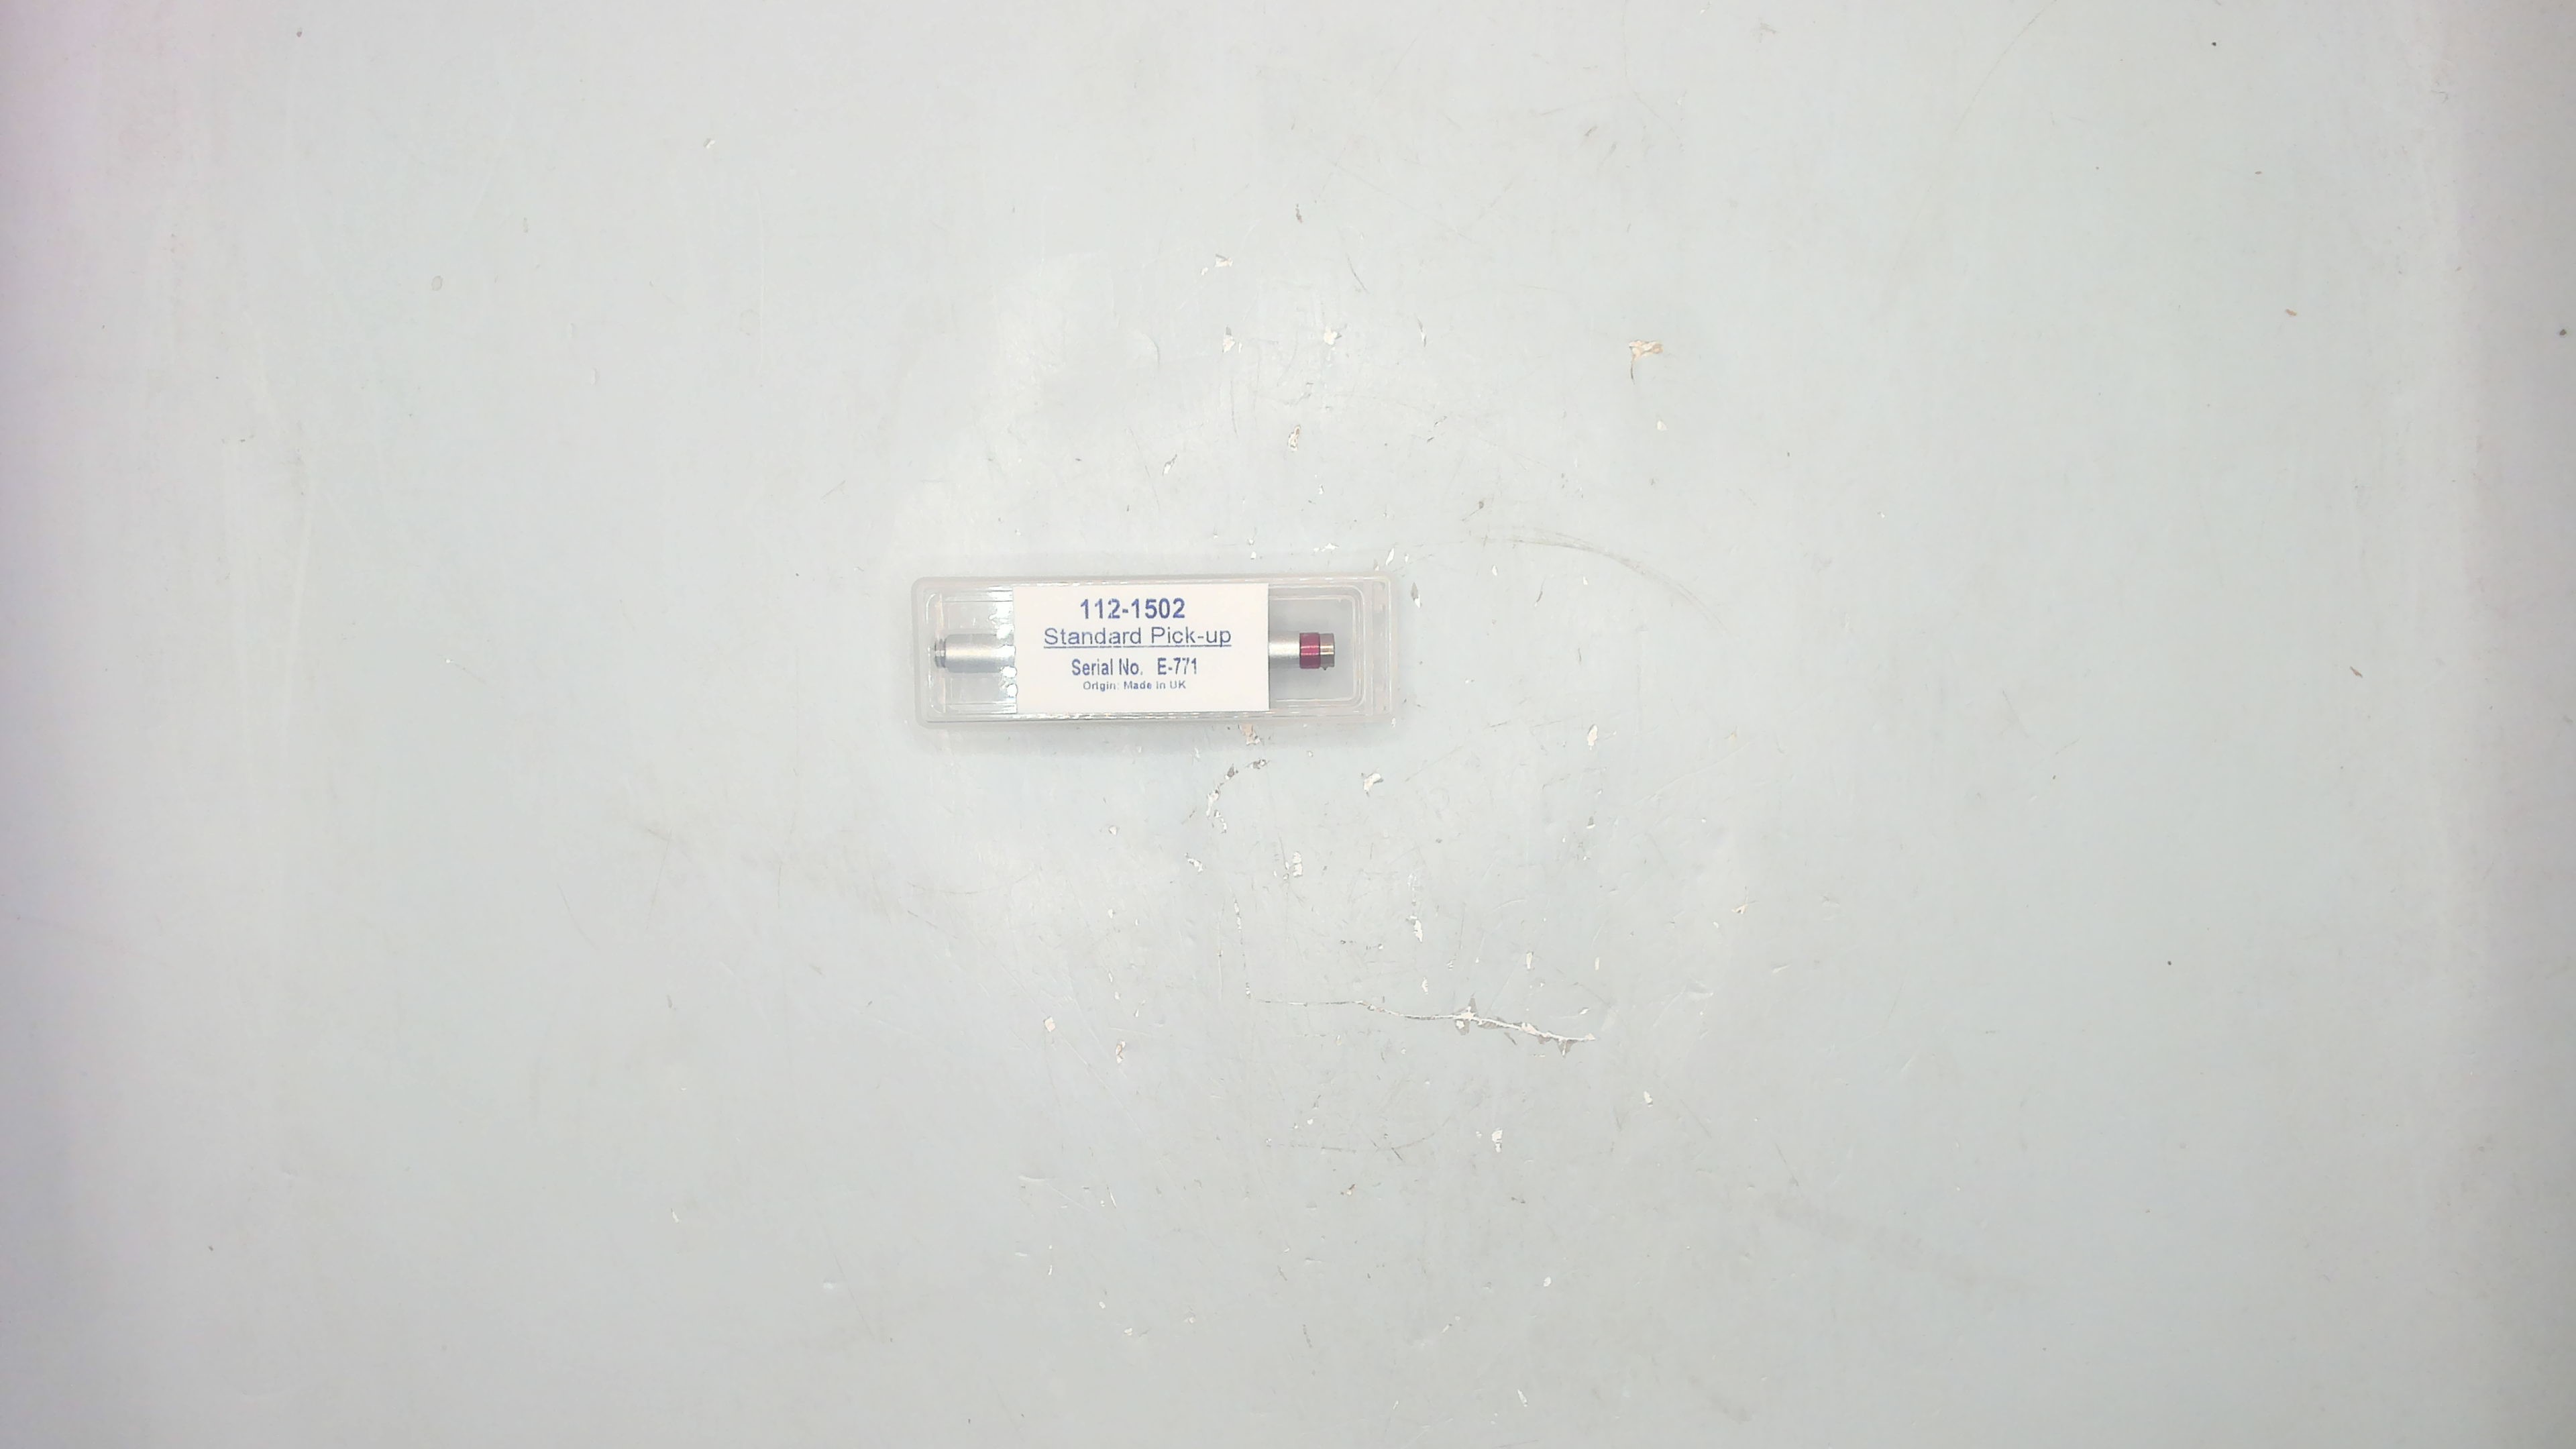 112-1502
Standard Pick-up
Serial No. E-771
Origin: Made in UK